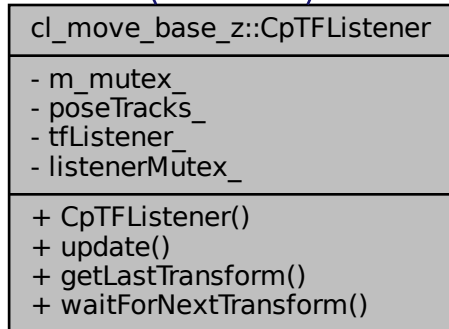 cl_move_base_z::CpTFListener
- m_mutex_
- poseTracks_
- tfListener_
- listenerMutex_
+ CpTFListener()
+ update()
+ getLastTransform()
+ waitForNextTransform()